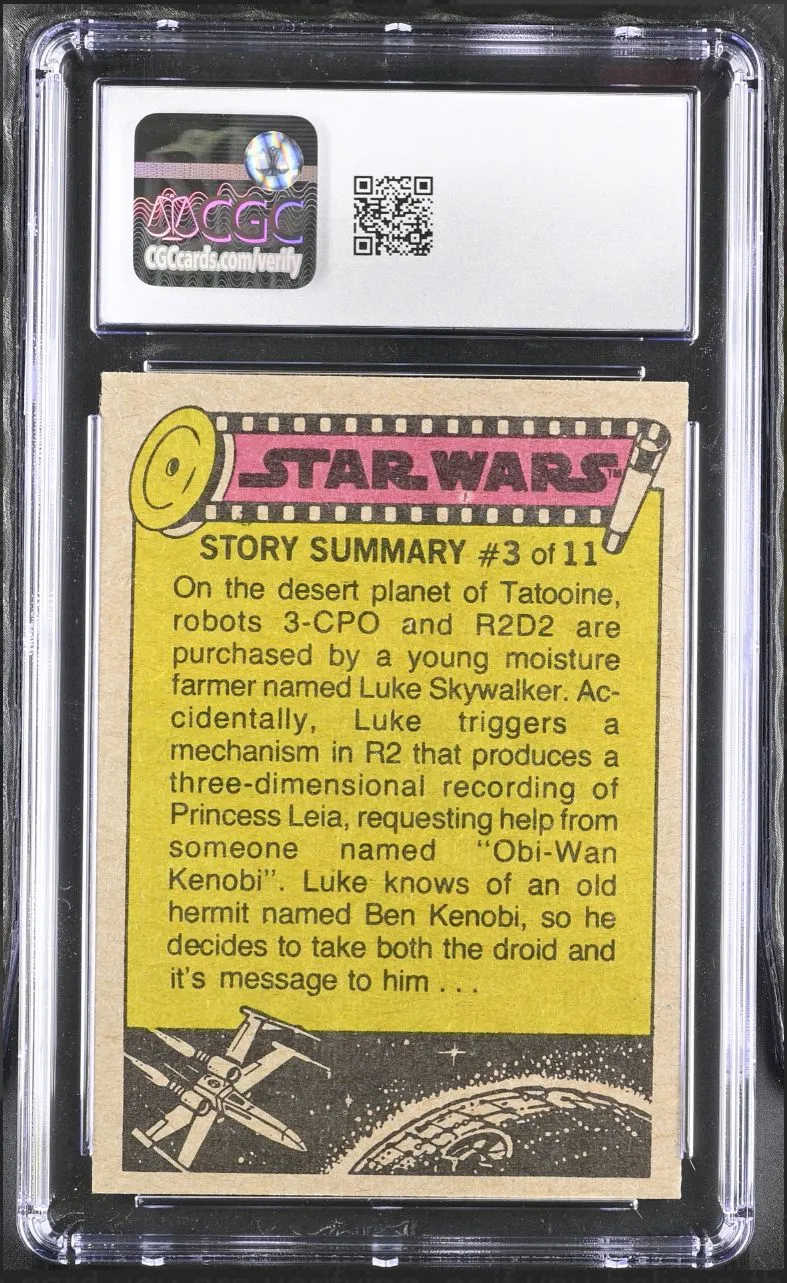 CGC
CGCcards.com/verify
STAR WARS™
STORY SUMMARY #3 of 11
On the desert planet of Tatooine,
robots 3-CPO and R2D2 are
purchased by a young moisture
farmer named Luke Skywalker. Ac-
cidentally, Luke triggers a
mechanism in R2 that produces a
three-dimensional recording of
Princess Leia, requesting help from
someone named “Obi-Wan
Kenobi”. Luke knows of an old
hermit named Ben Kenobi, so he
decides to take both the droid and
it's message to him . . .